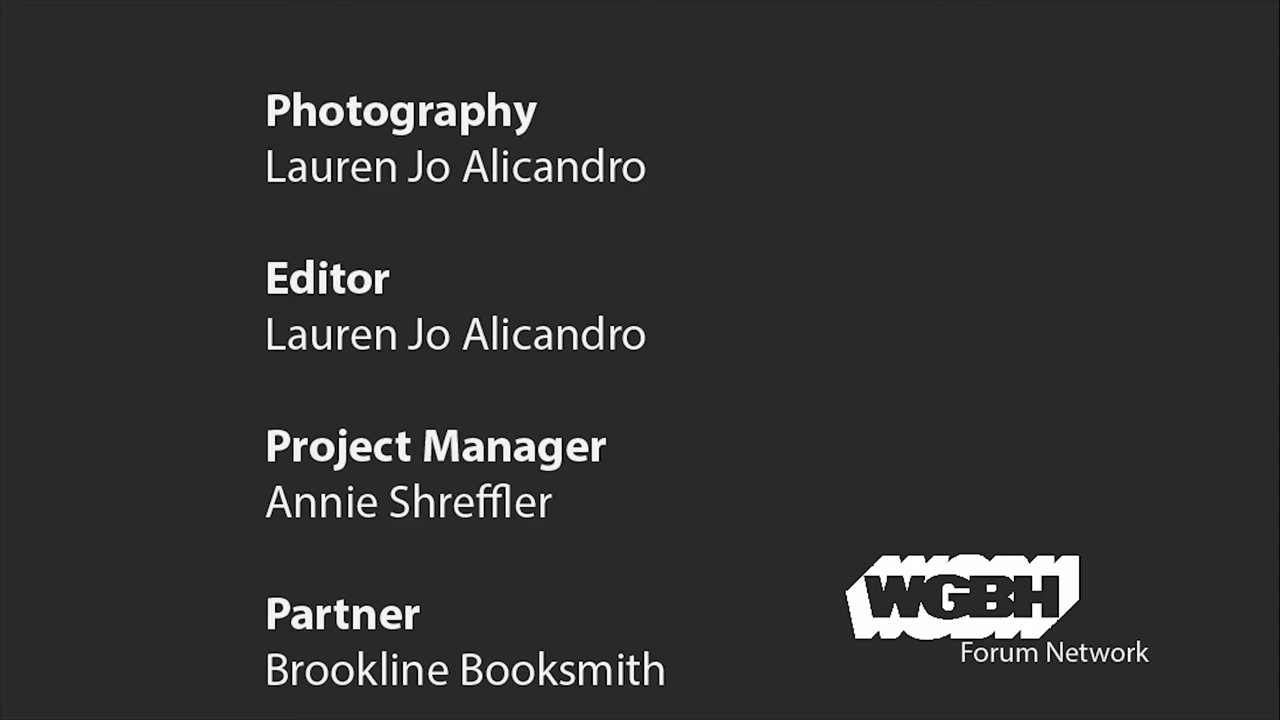 Photography
Lauren Jo Alicandro
Editor
Lauren Jo Alicandro
Project Manager
Annie Shreffler
Partner
Brookline Booksmith
WGBH
Forum Network